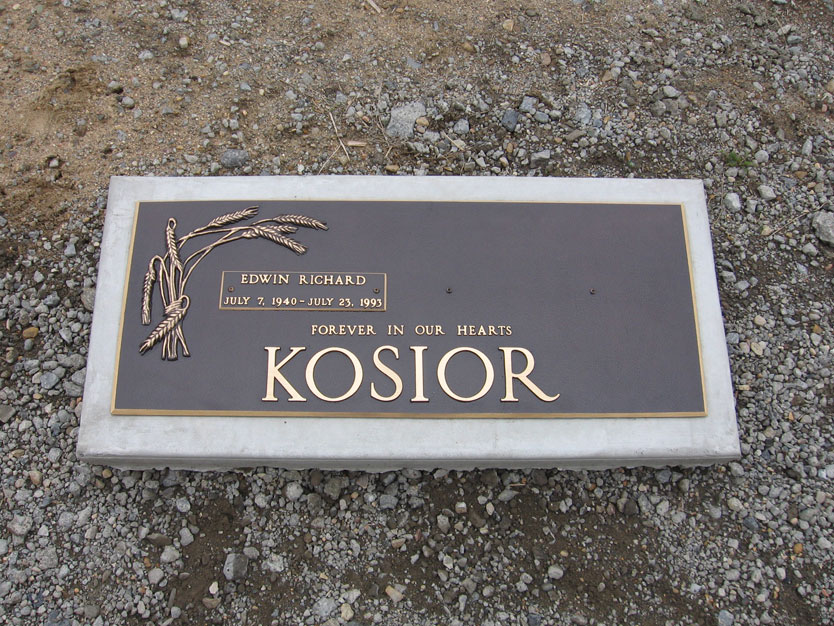 EDWIN RICHARD
JULY 7, 1940 - JULY 23, 1993
FOREVER IN OUR HEARTS
KOSIOR